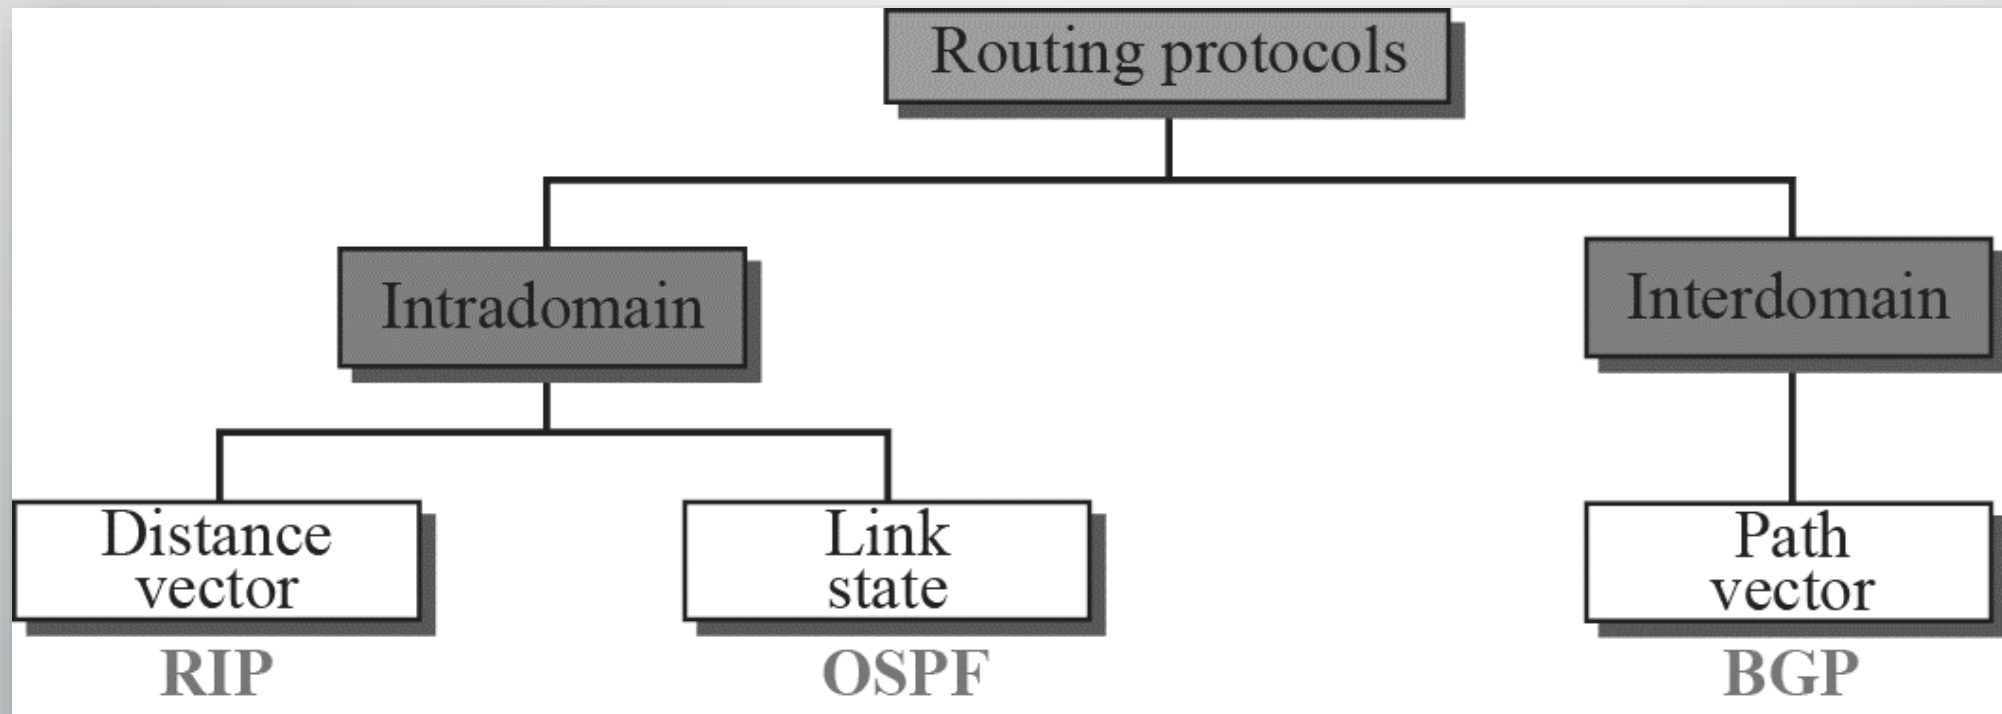 Routing protocols
Intradomain
Interdomain
Distance
vector
Link
state
Path
vector
RIP
OSPF
BGP